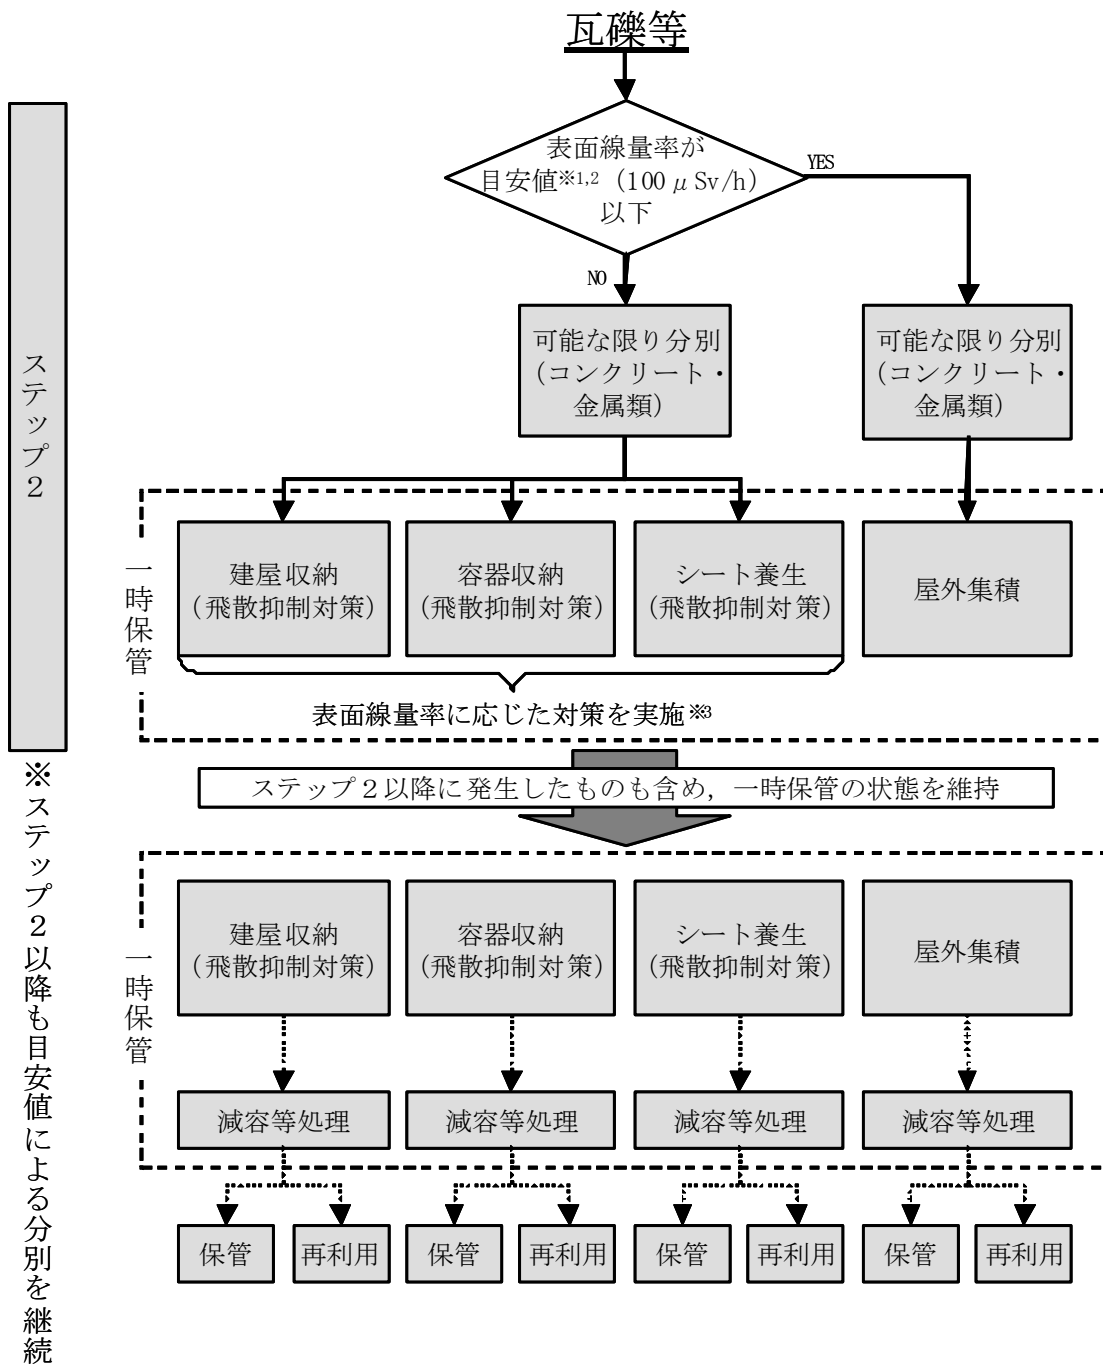 瓦礫等
表面線量率が
目安値※1,2（100μSv/h）
以下
YES
NO
可能な限り分別
（コンクリート・
金属類）
可能な限り分別
（コンクリート・
金属類）
ステップ２
一時保管
建屋収納
(飛散抑制対策)
容器収納
(飛散抑制対策)
シート養生
(飛散抑制対策)
屋外集積
表面線量率に応じた対策を実施※3
ステップ２以降に発生したものも含め，一時保管の状態を維持
※ステップ２以降も目安値による分別を継続
一時保管
建屋収納
(飛散抑制対策)
容器収納
(飛散抑制対策)
シート養生
(飛散抑制対策)
屋外集積
減容等処理
減容等処理
減容等処理
減容等処理
保管
再利用
保管
再利用
保管
再利用
保管
再利用